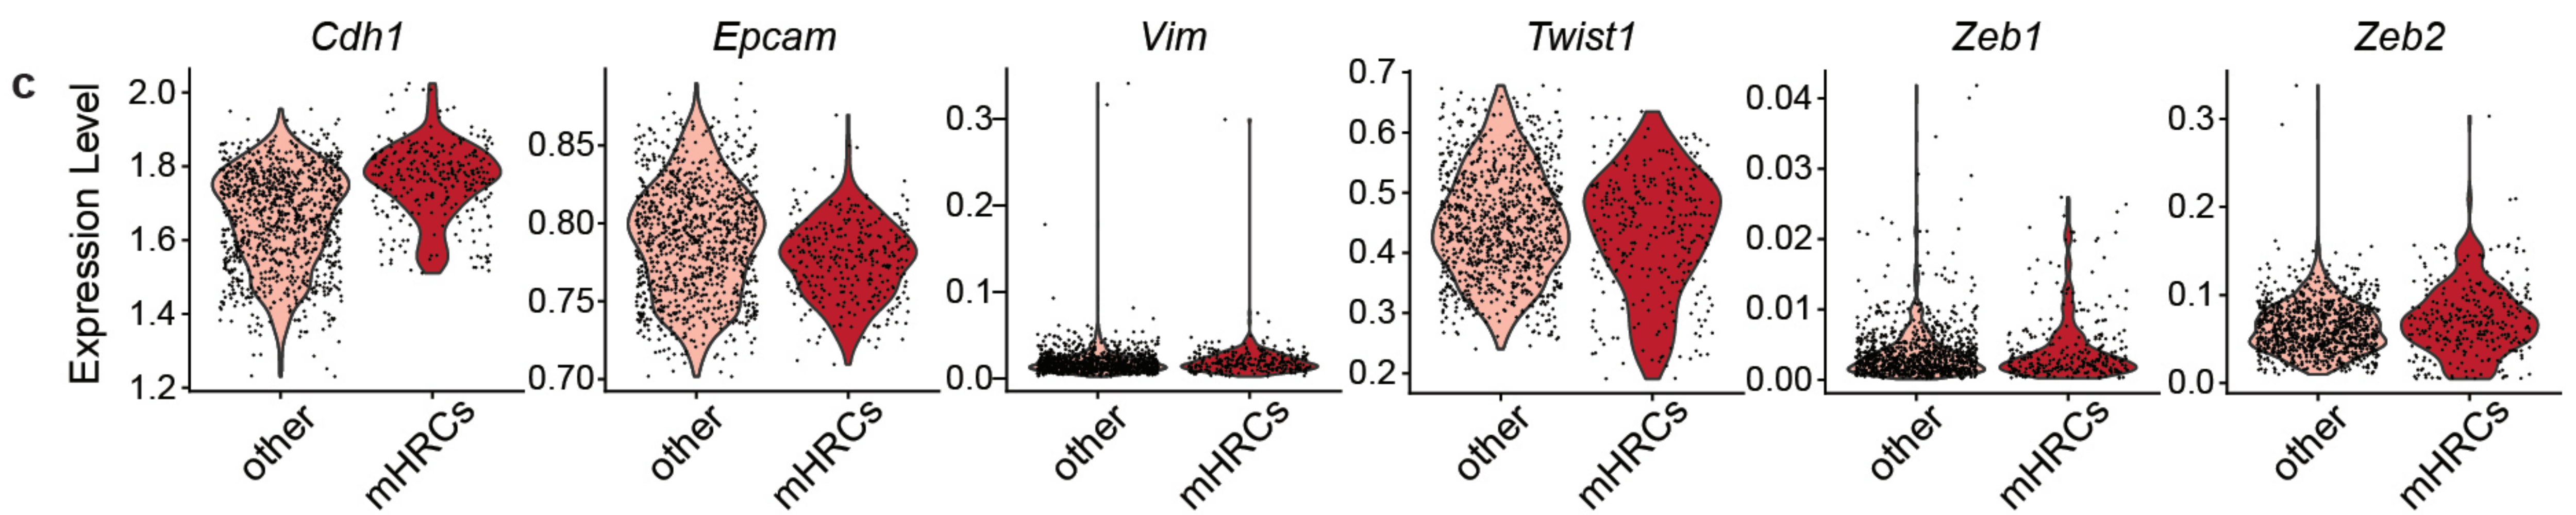 c
Expression Level
Cdh1
2.0
1.8
1.6
1.4
1.2
other
mHRCs
Epcam
0.85
0.80
0.75
0.70
other
mHRCs
Vim
0.3
0.2
0.1
0.0
other
mHRCs
Twist1
0.7
0.6
0.5
0.4
0.3
0.2
other
mHRCs
Zeb1
0.04
0.03
0.02
0.01
0.00
other
mHRCs
Zeb2
0.3
0.2
0.1
0.0
other
mHRCs